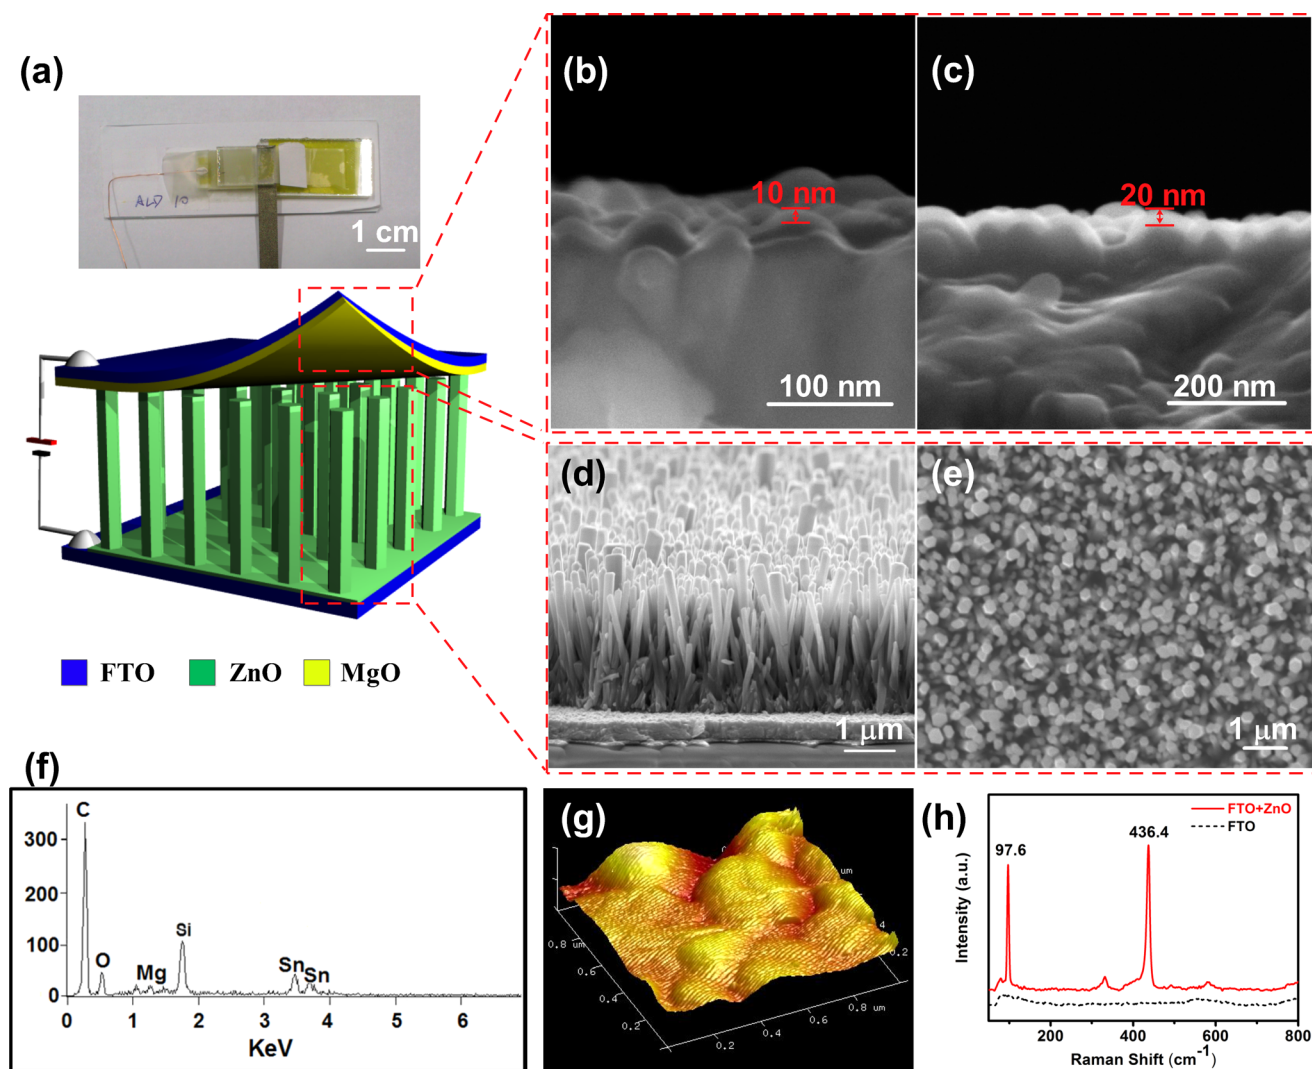 (a)
ALD 10
1 cm
FTO
ZnO
MgO
(b)
10 nm
100 nm
(c)
20 nm
200 nm
(d)
1 μm
(e)
1 μm
(f)
C
300
200
100
0
O
Mg
Si
Sn
Sn
0 1 2 3 4 5 6
KeV
(g)
um
4
0.2
0.8 um
0.6
0.4
0.2
0.2
0.4
0.6
0.8 um
(h)
FTO+ZnO
FTO
97.6
436.4
Intensity (a.u.)
200 400 600 800
Raman Shift (cm-1)